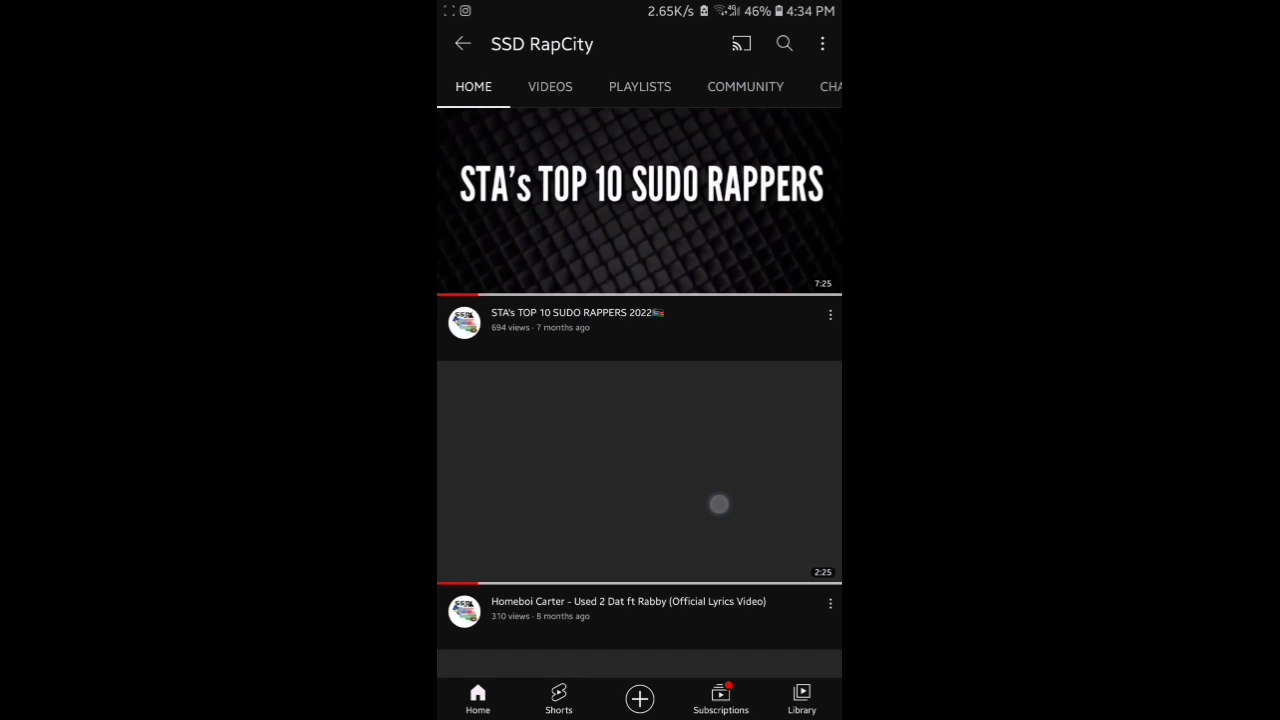 2.65K/s 4G 46% 4:34 PM
SSD RapCity
HOME VIDEOS PLAYLISTS COMMUNITY CHA
STA's TOP 10 SUDO RAPPERS
7:25
STA's TOP 10 SUDO RAPPERS 2022🇸🇸
694 views · 7 months ago
2:25
Homeboi Carter - Used 2 Dat ft Rabby (Official Lyrics Video)
310 views · 8 months ago
Home Shorts Subscriptions Library